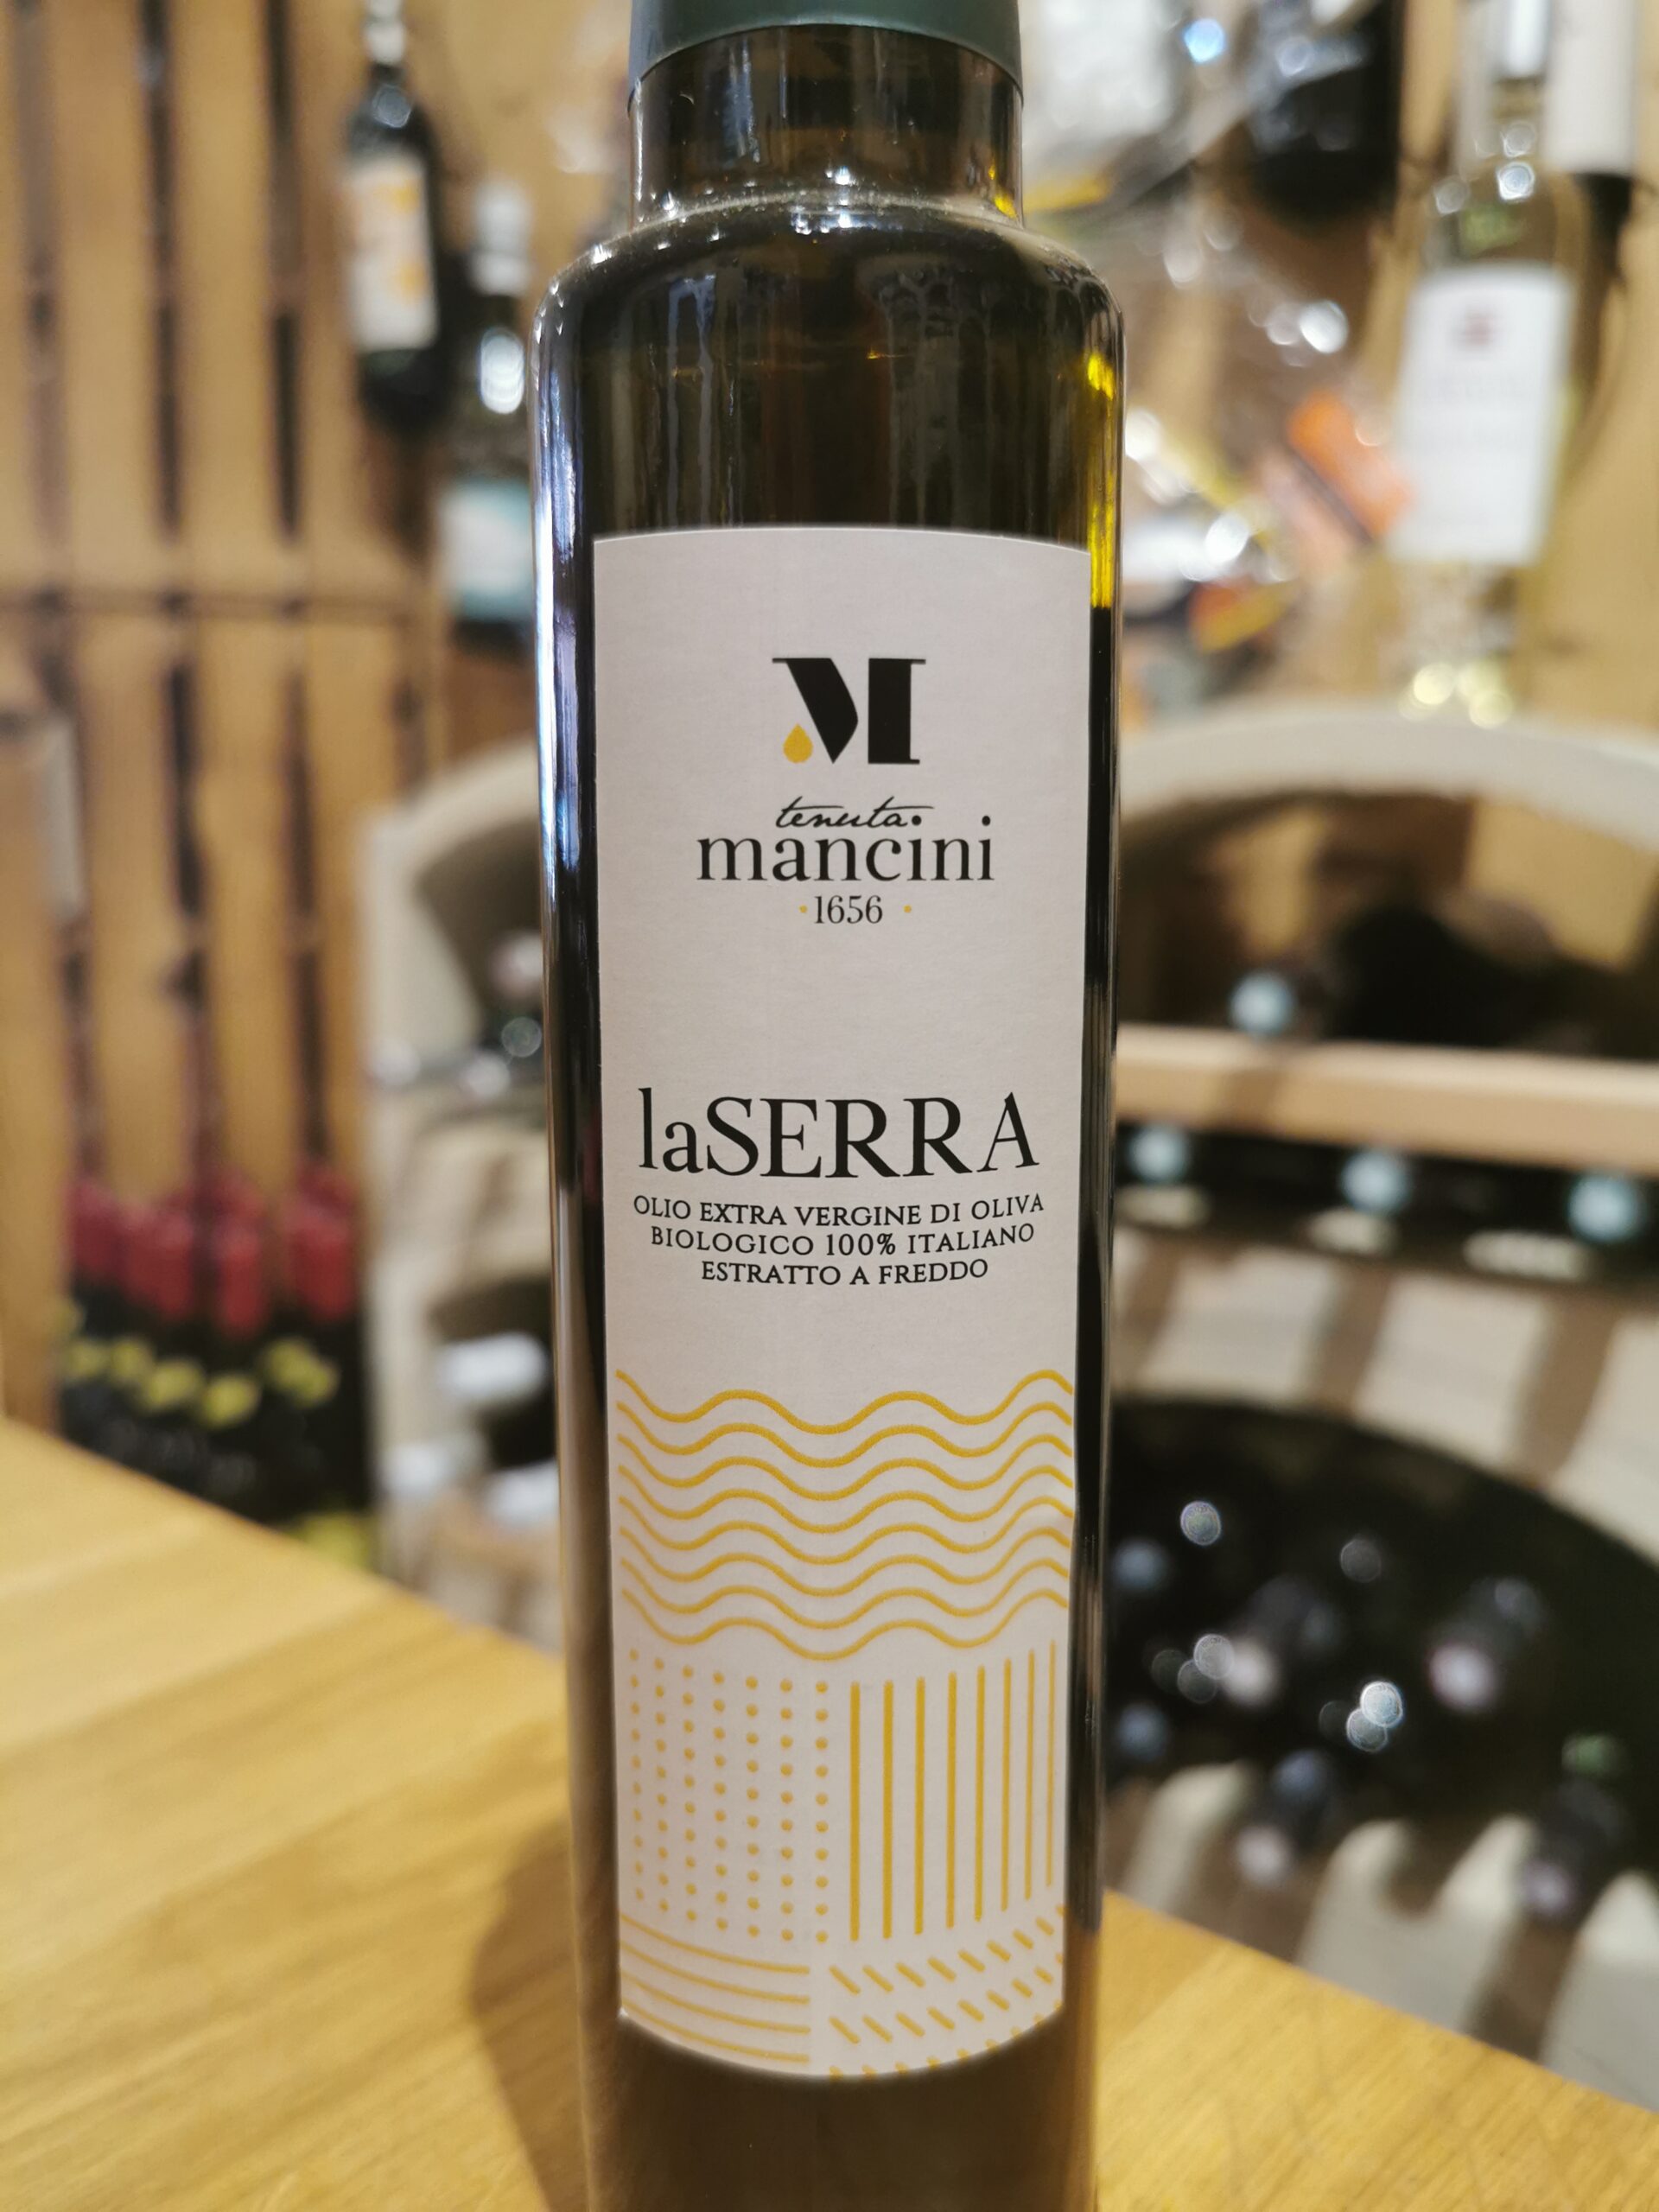 M
tenuta
mancini
·1656·
laSERRA
OLIO EXTRA VERGINE DI OLIVA
BIOLOGICO 100% ITALIANO
ESTRATTO A FREDDO